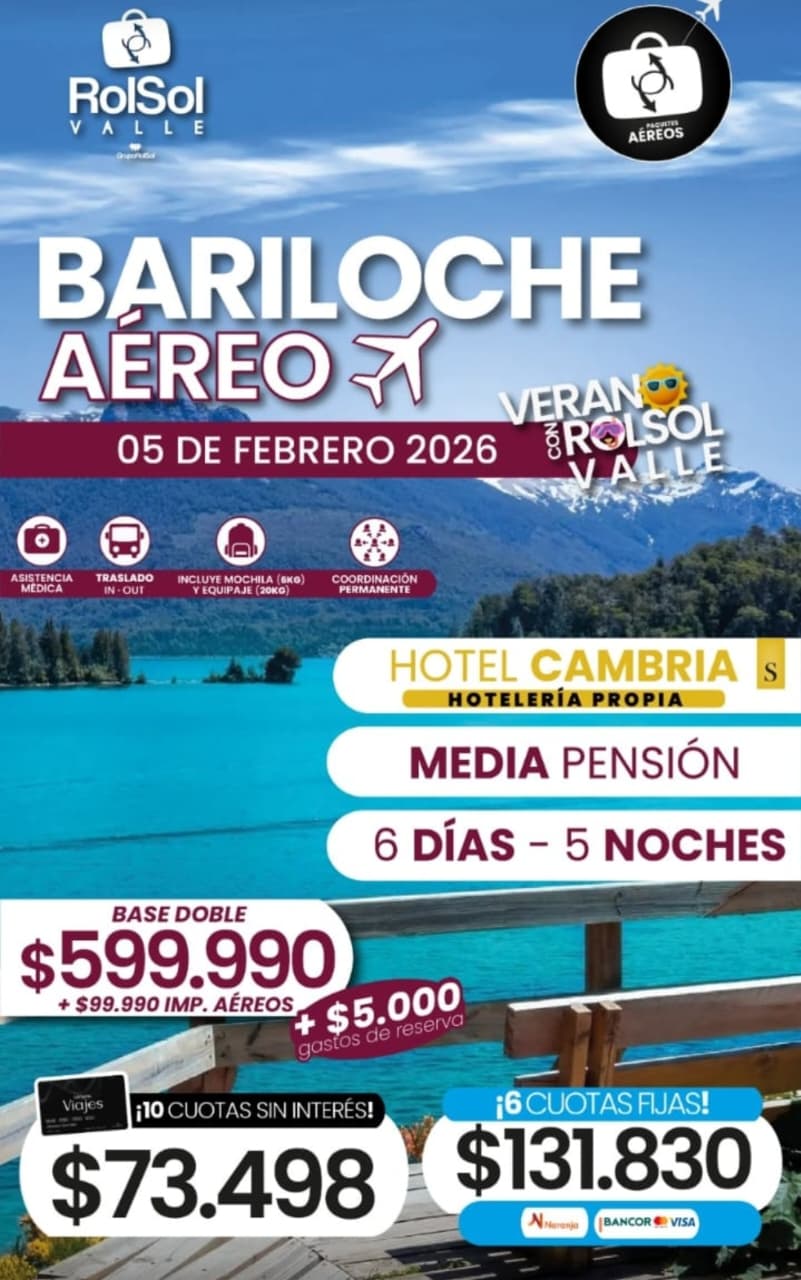 RolSol
VALLE
GrupoRolSol
PAQUETES
AÉREOS
BARILOCHE
AÉREO
05 DE FEBRERO 2026
VERANO
CON ROLSOL
VALLE
ASISTENCIA
MÉDICA
TRASLADO
IN - OUT
INCLUYE MOCHILA (6KG)
Y EQUIPAJE (20KG)
COORDINACIÓN
PERMANENTE
HOTEL CAMBRIA S
HOTELERÍA PROPIA
MEDIA PENSIÓN
6 DÍAS - 5 NOCHES
BASE DOBLE
$599.990
+ $99.990 IMP. AÉREOS
+ $5.000
gastos de reserva
Viajes
¡10 CUOTAS SIN INTERÉS!
$73.498
¡6 CUOTAS FIJAS!
$131.830
N Naranja
BANCOR VISA